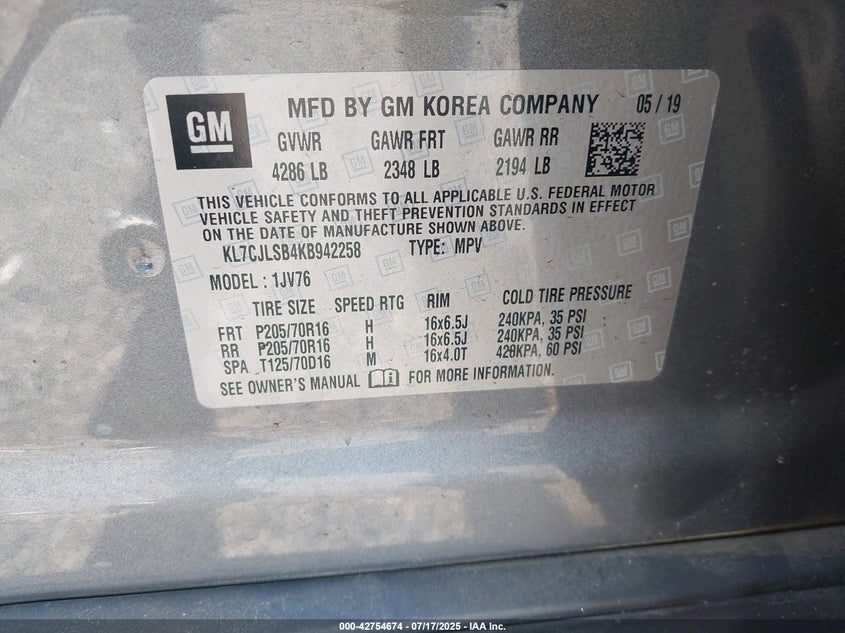 GM MFD BY GM KOREA COMPANY 05 / 19
GVWR GAWR FRT GAWR RR
4286 LB 2348 LB 2194 LB
THIS VEHICLE CONFORMS TO ALL APPLICABLE U.S. FEDERAL MOTOR
VEHICLE SAFETY AND THEFT PREVENTION STANDARDS IN EFFECT
ON THE DATE OF MANUFACTURE SHOWN ABOVE.
KL7CJLSB4KB942258 TYPE: MPV
MODEL : 1JV76
TIRE SIZE SPEED RTG RIM COLD TIRE PRESSURE
FRT P205/70R16 H 16x6.5J 240KPA, 35 PSI
RR P205/70R16 H 16x6.5J 240KPA, 35 PSI
SPA T125/70D16 M 16x4.0T 420KPA, 60 PSI
SEE OWNER'S MANUAL FOR MORE INFORMATION.
000-42754674 | 07/17/2025 - IAA Inc.